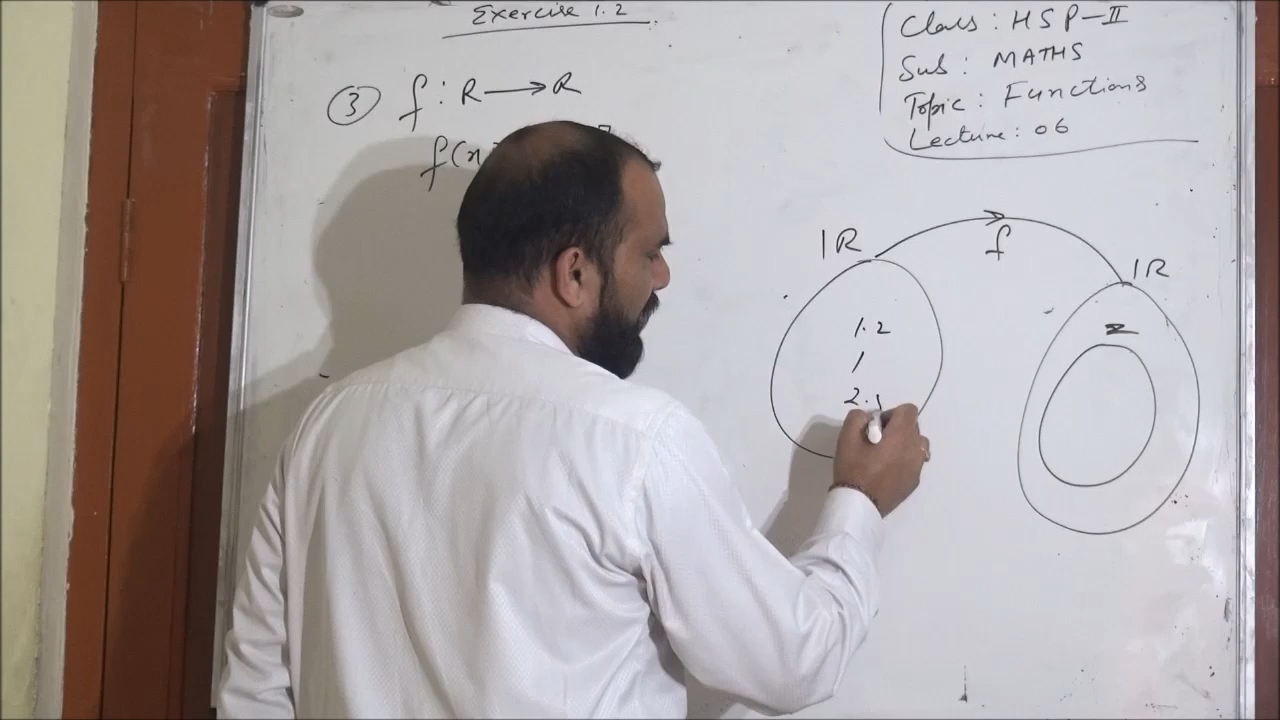 Exercise 1.2
Class : HSP-II
Sub : MATHS
Topic : Functions
Lecture : 06
③ f : R → R
f(x)
IR
f
IR
1.2
1
2.1
Z